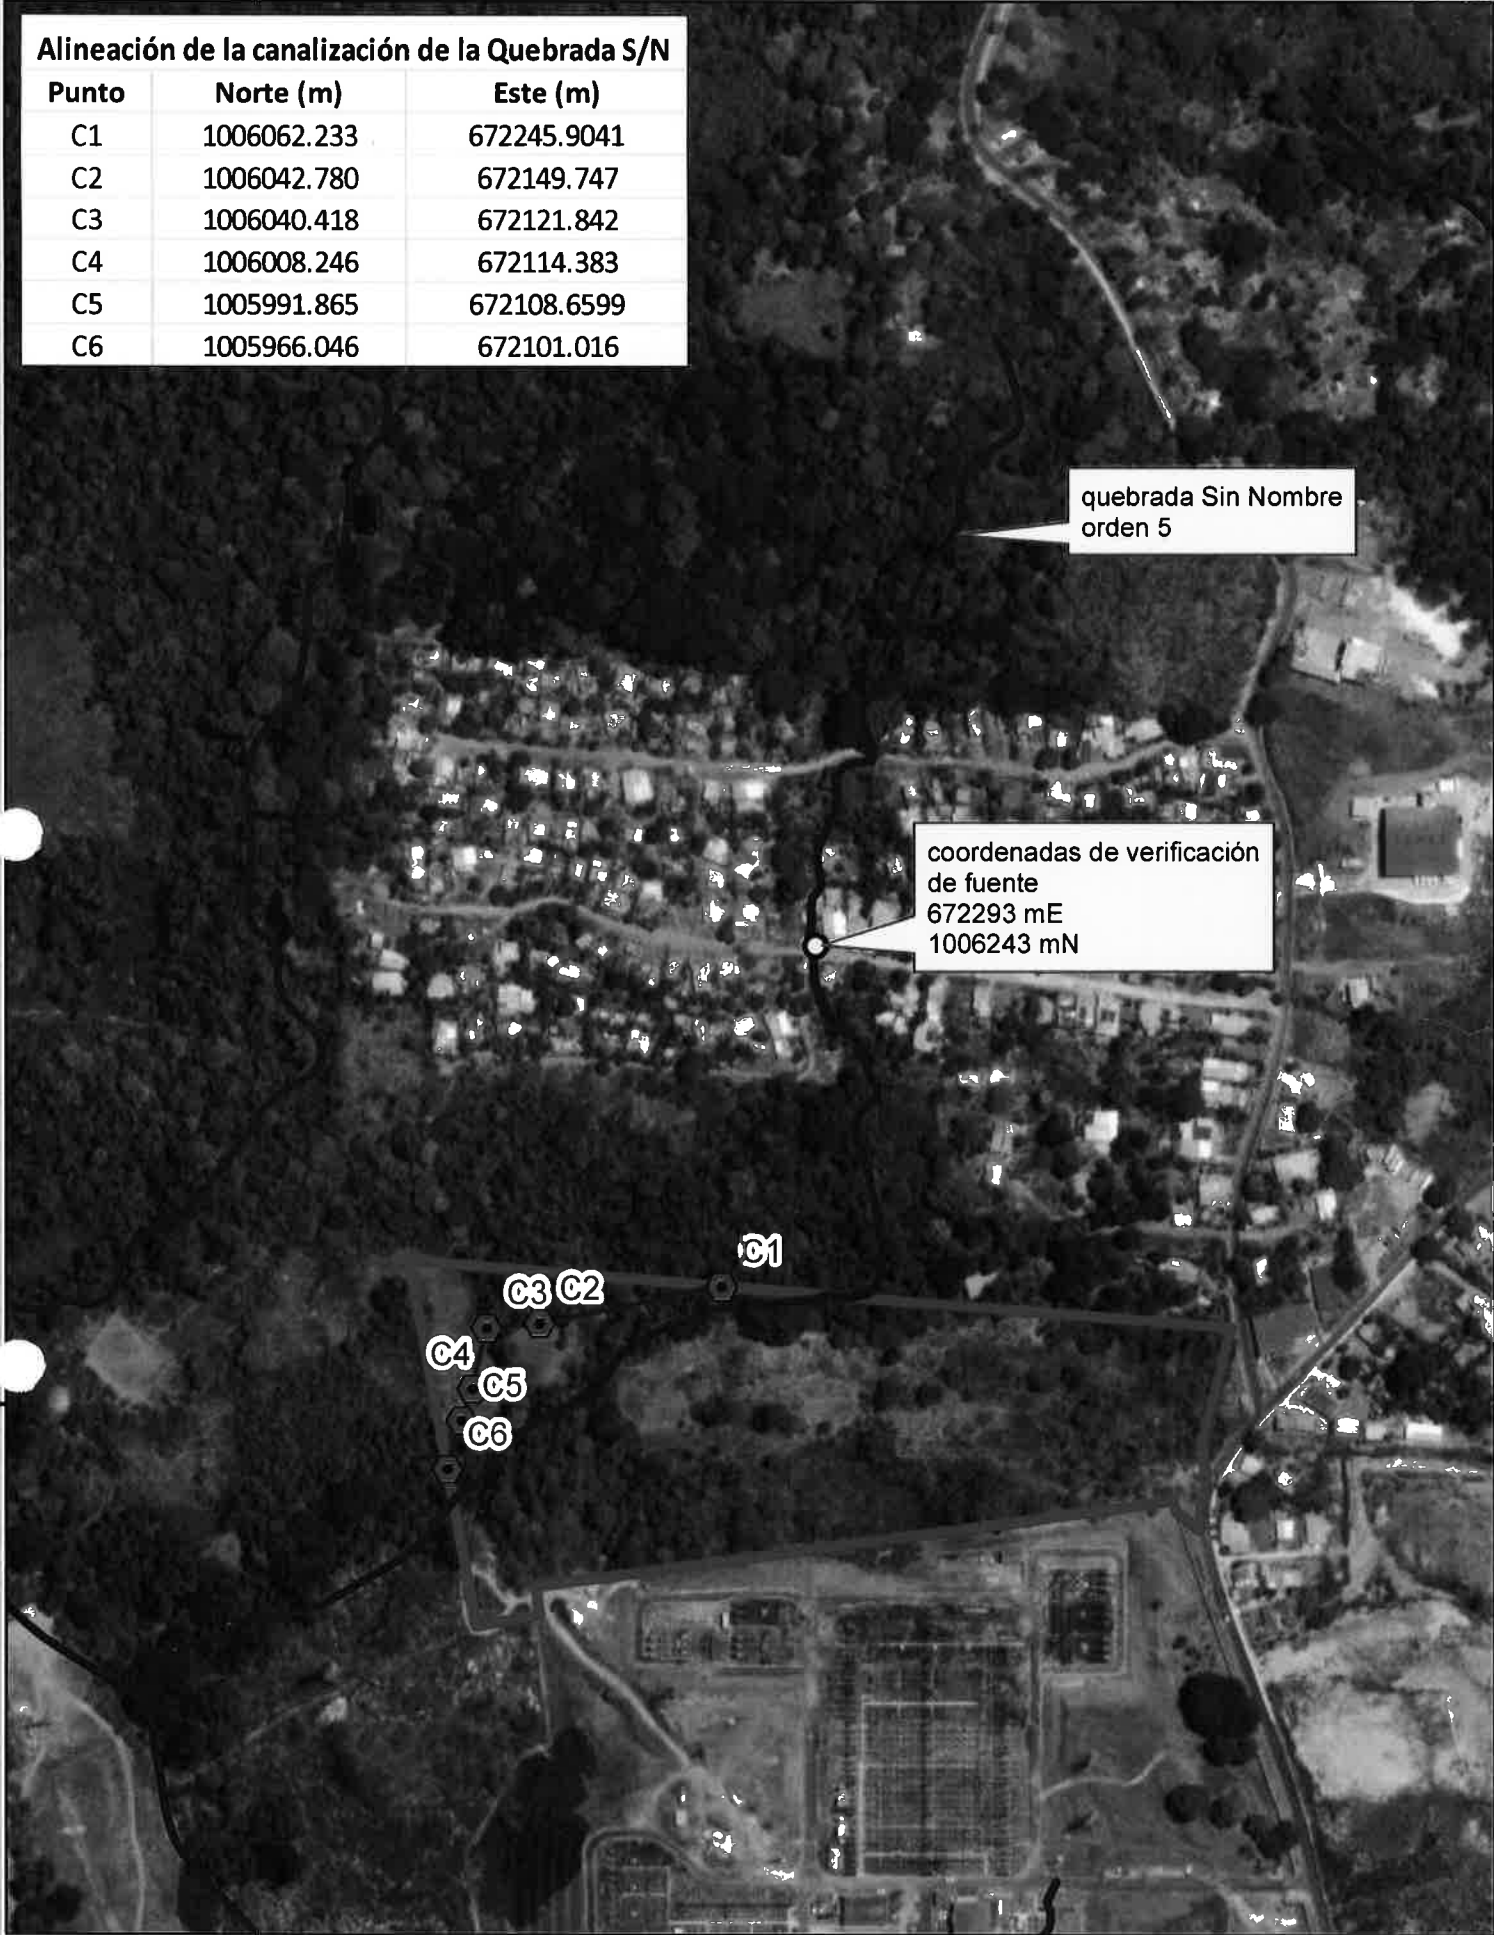 Alineación de la canalización de la Quebrada S/N
Punto Norte (m) Este (m)
C1 1006062.233 672245.9041
C2 1006042.780 672149.747
C3 1006040.418 672121.842
C4 1006008.246 672114.383
C5 1005991.865 672108.6599
C6 1005966.046 672101.016
quebrada Sin Nombre
orden 5
coordenadas de verificación
de fuente
672293 mE
1006243 mN
C1
C3 C2
C4
C5
C6